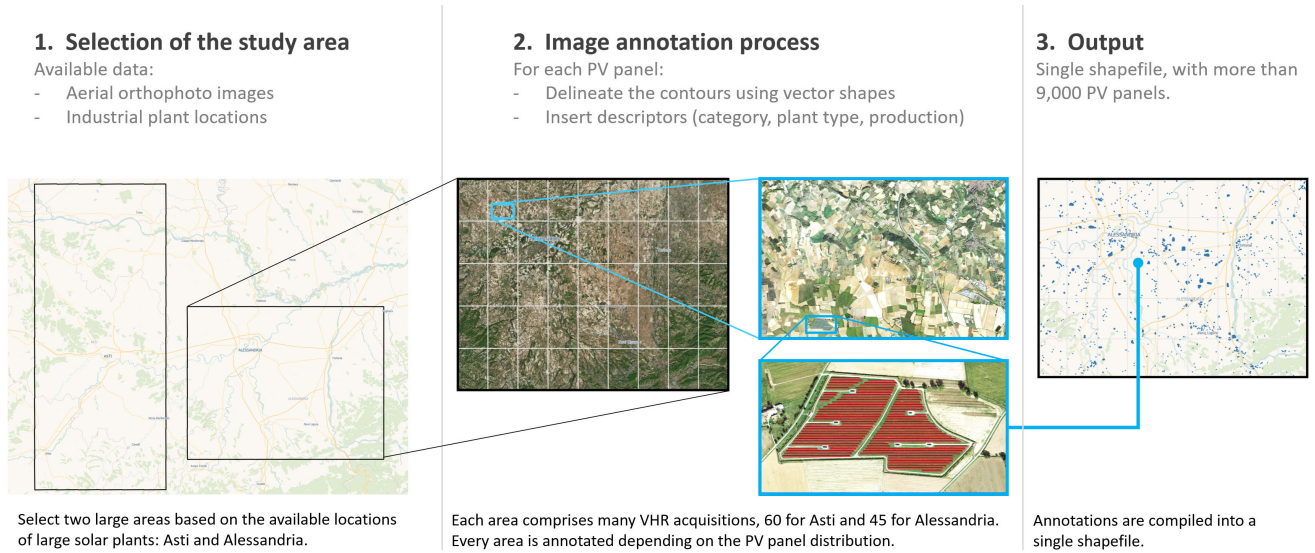 1. Selection of the study area
Available data:
- Aerial orthophoto images
- Industrial plant locations
2. Image annotation process
For each PV panel:
- Delineate the contours using vector shapes
- Insert descriptors (category, plant type, production)
3. Output
Single shapefile, with more than
9,000 PV panels.
ASTI
ALESSANDRIA
ALESSANDRIA
Select two large areas based on the available locations
of large solar plants: Asti and Alessandria.
Each area comprises many VHR acquisitions, 60 for Asti and 45 for Alessandria.
Every area is annotated depending on the PV panel distribution.
Annotations are compiled into a
single shapefile.